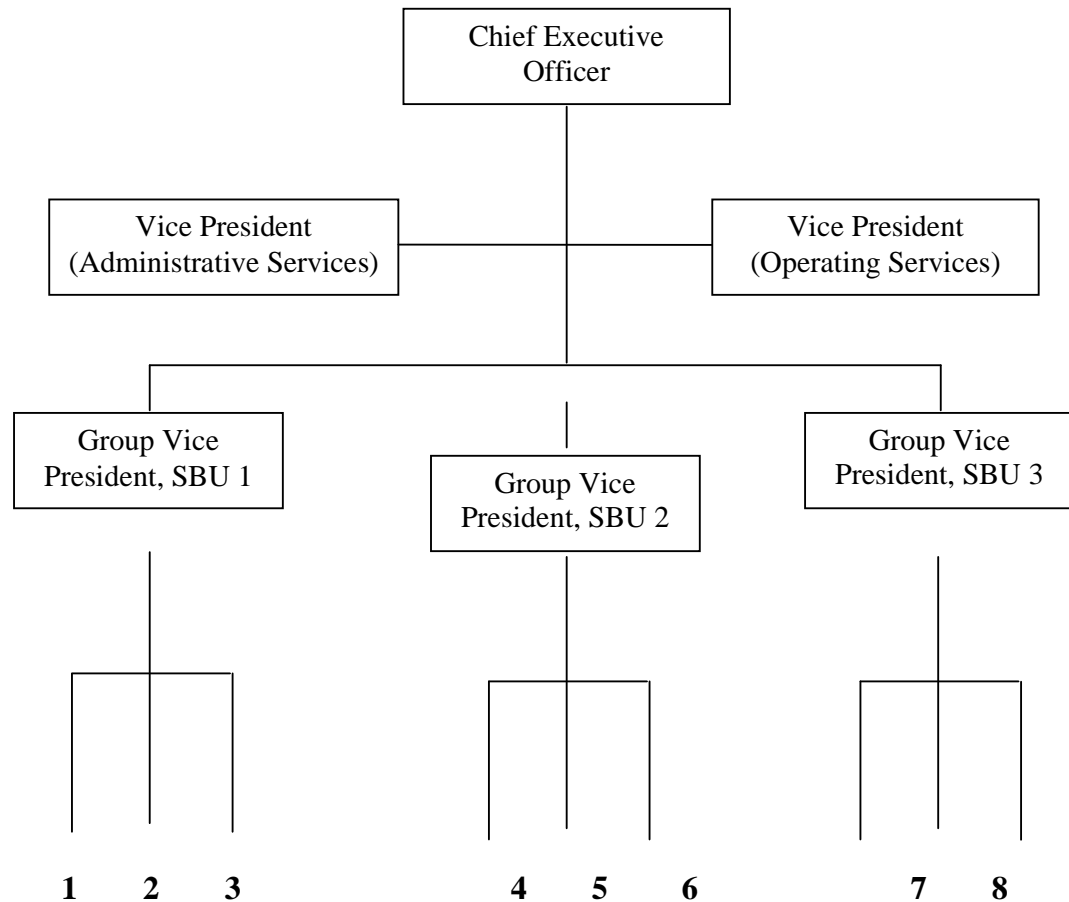 Chief Executive
Officer
Vice President
(Administrative Services)
Vice President
(Operating Services)
Group Vice
President, SBU 1
Group Vice
President, SBU 2
Group Vice
President, SBU 3
1 2 3 4 5 6 7 8